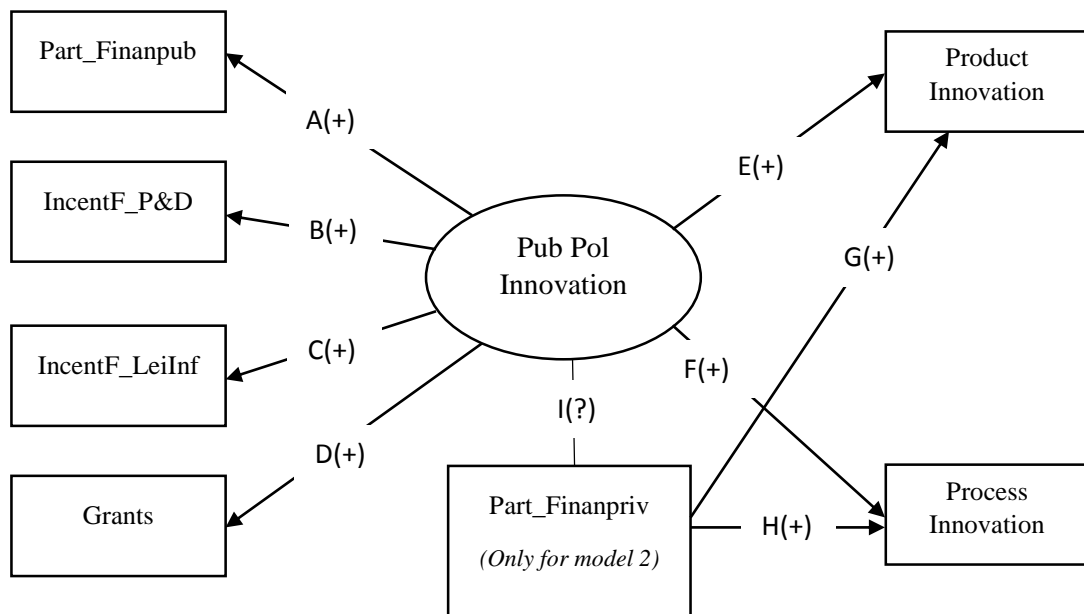 Part_Finanpub
Product
Innovation
A(+)
E(+)
IncentF_P&D
B(+)
Pub Pol
Innovation
G(+)
IncentF_LeiInf
C(+)
F(+)
I(?)
D(+)
Grants
Part_Finanpriv
(Only for model 2)
H(+)
Process
Innovation